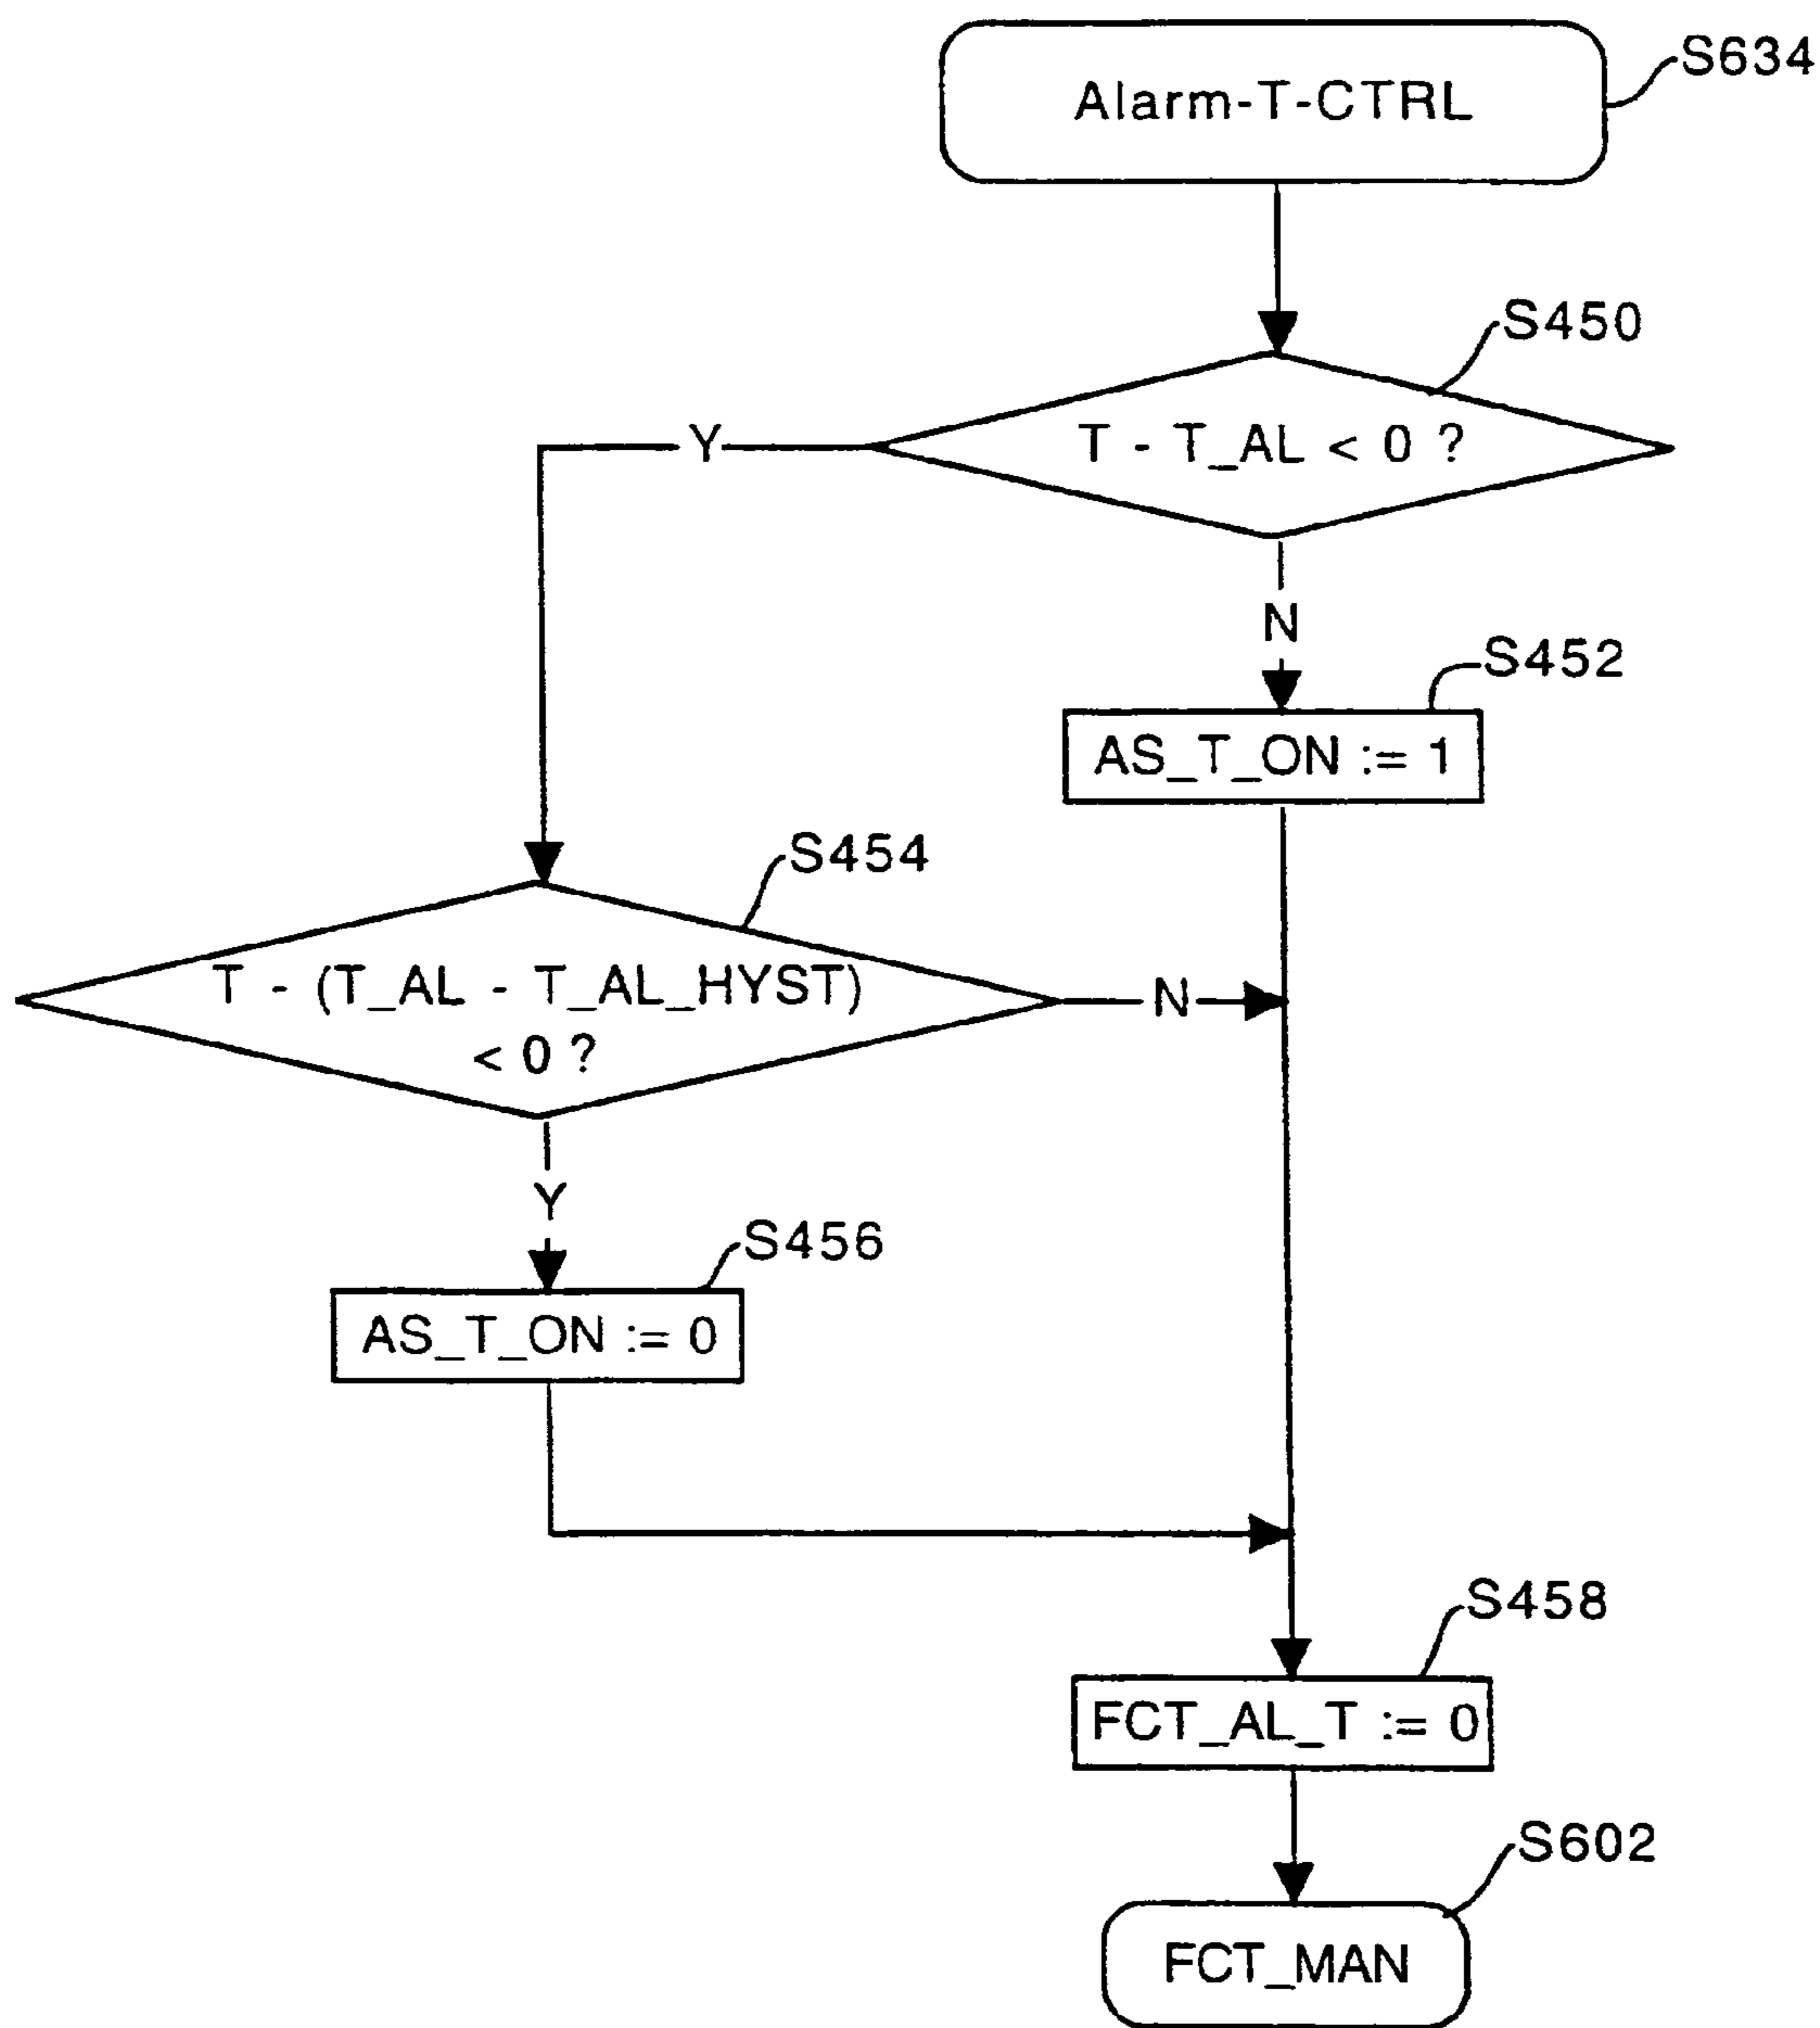 Alarm-T-CTRL
S634
S450
T - T_AL < 0 ?
Y
N
S452
AS_T_ON := 1
S454
T - (T_AL - T_AL_HYST)
< 0 ?
N
Y
S456
AS_T_ON := 0
S458
FCT_AL_T := 0
S602
FCT_MAN